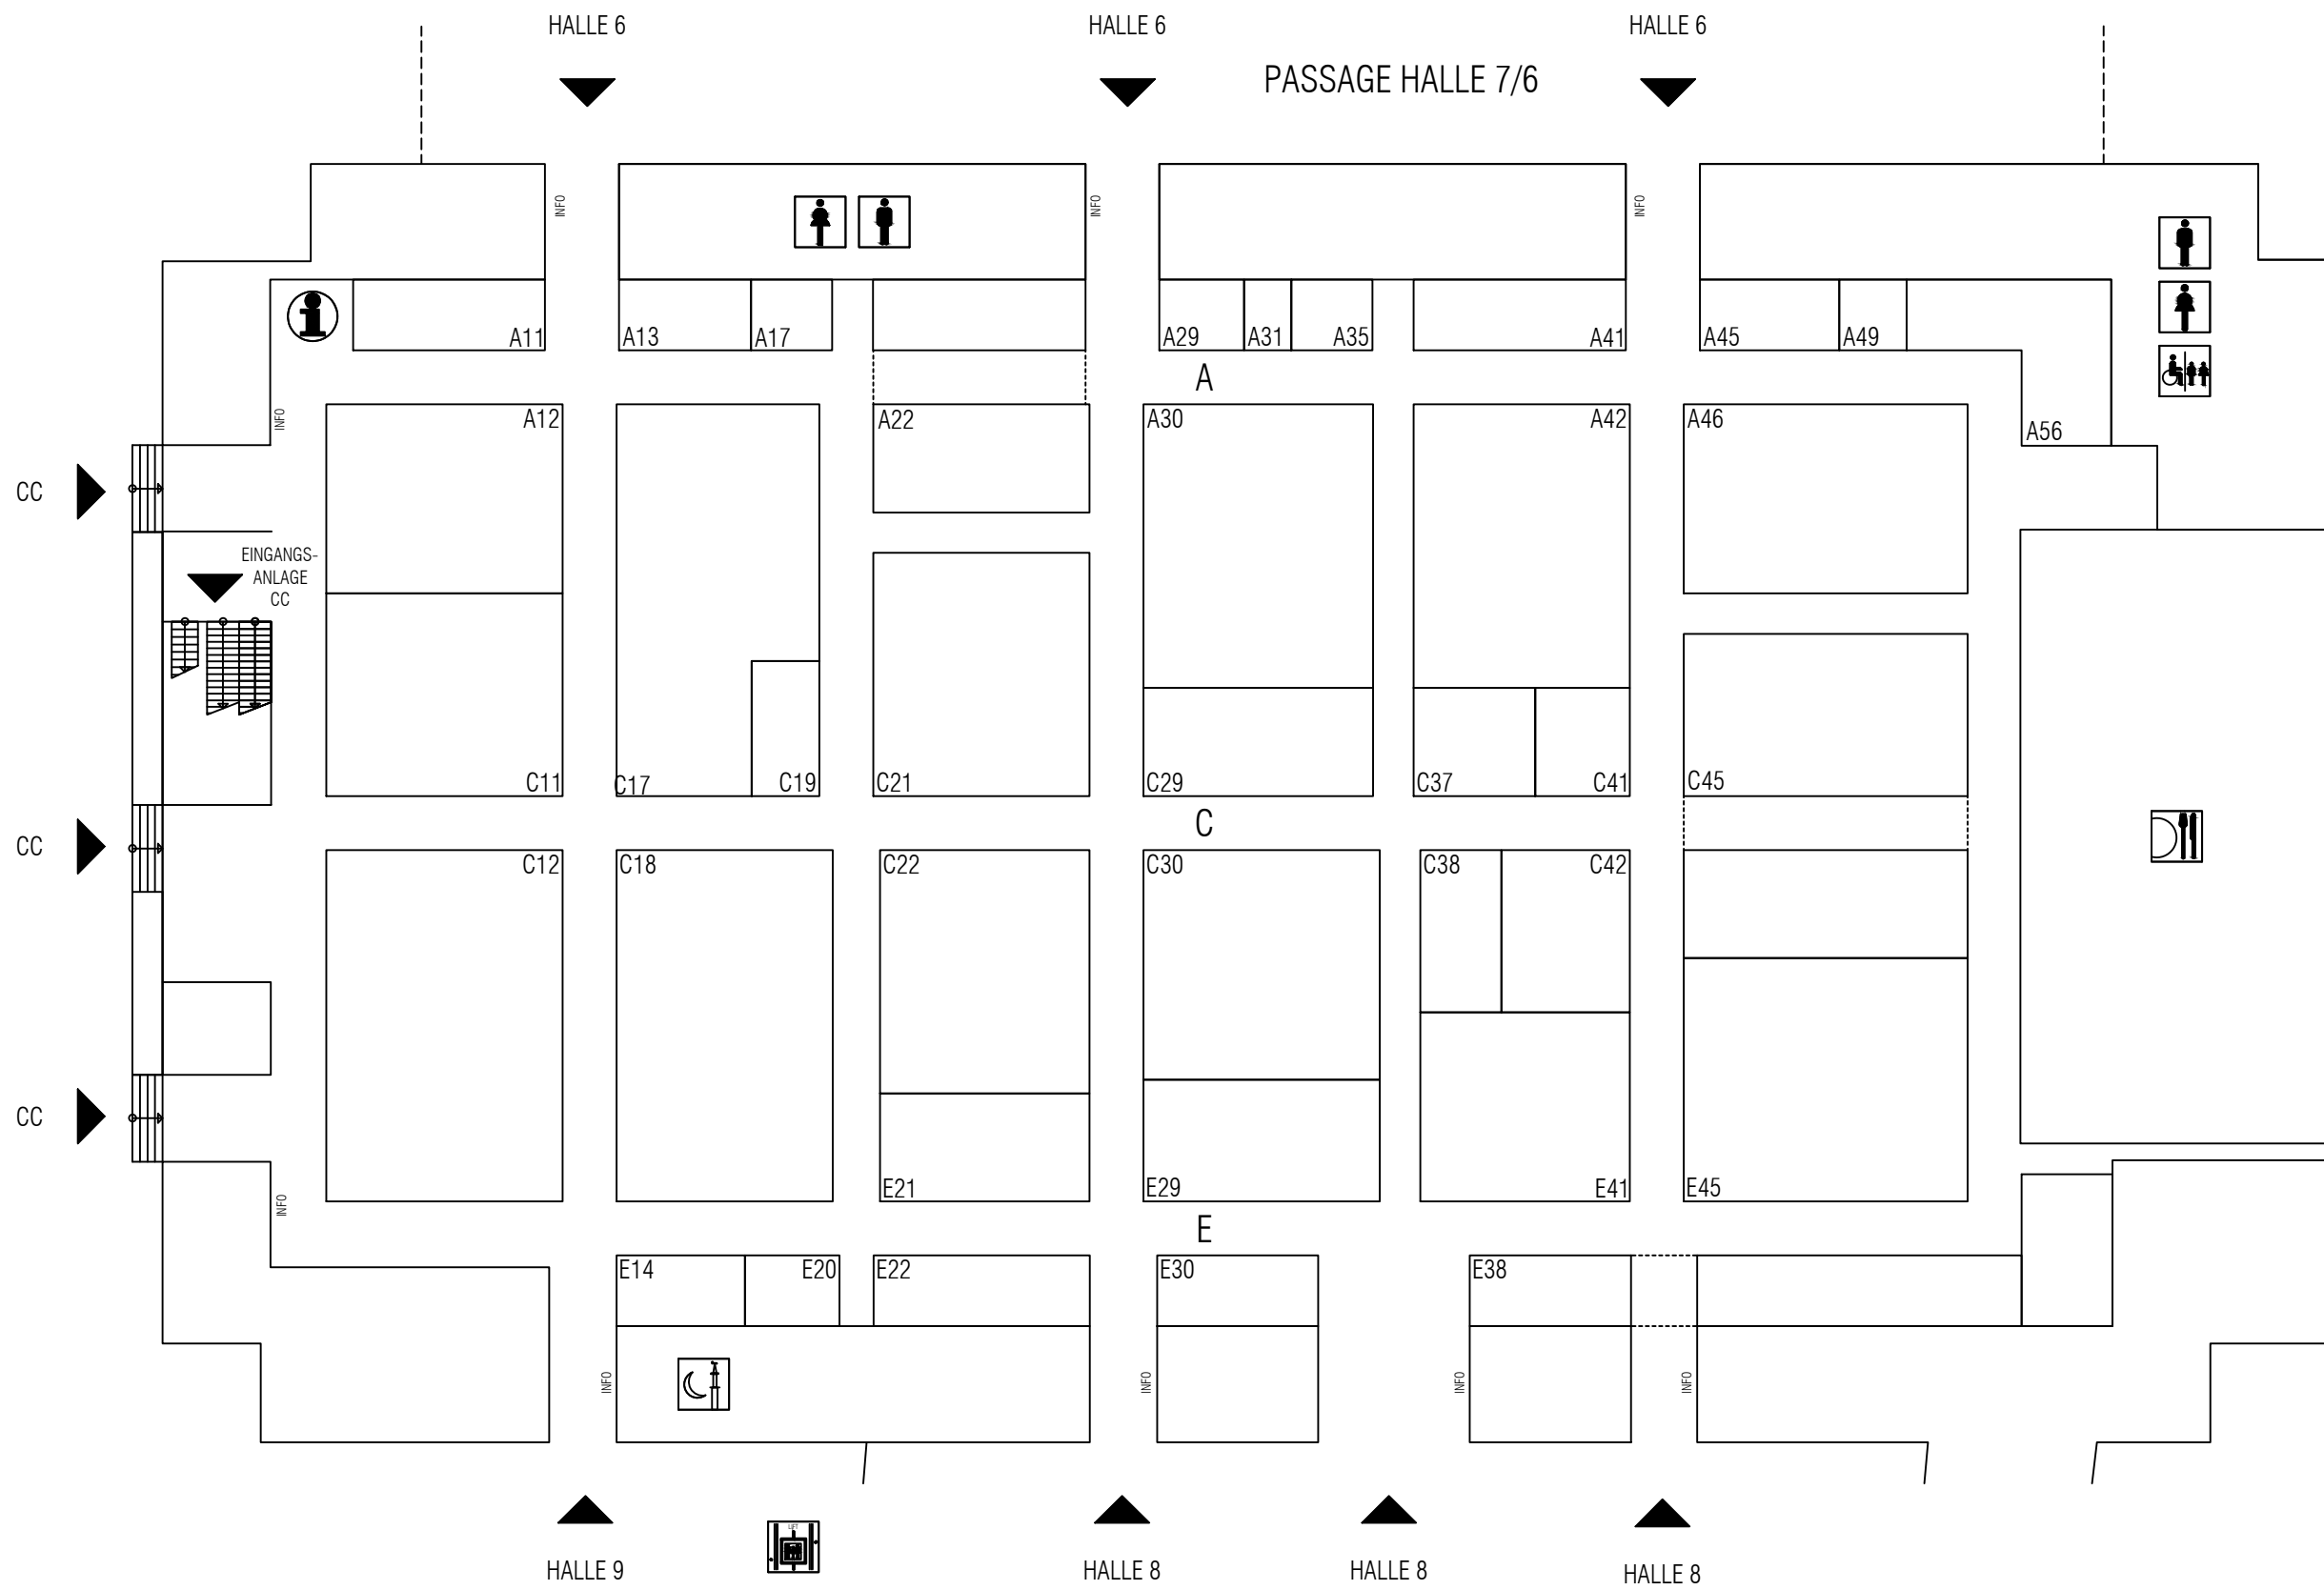 HALLE 6
HALLE 6
HALLE 6
PASSAGE HALLE 7/6
INFO
INFO
INFO
A11
A13
A17
A29
A31
A35
A41
A45
A49
A
INFO
A12
A22
A30
A42
A46
A56
CC
EINGANGS-
ANLAGE
CC
C11
C17
C19
C21
C29
C37
C41
C45
C
CC
C12
C18
C22
C30
C38
C42
CC
E21
E29
E41
E45
INFO
E
E14
E20
E22
E30
E38
INFO
INFO
INFO
INFO
LIFT
HALLE 9
HALLE 8
HALLE 8
HALLE 8